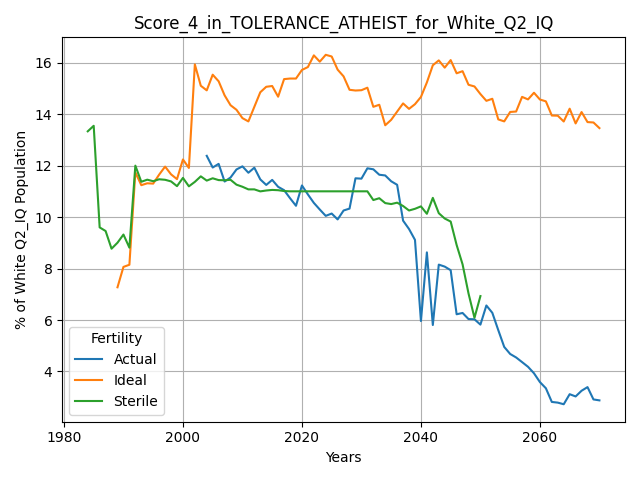 Score_4_in_TOLERANCE_ATHEIST_for_White_Q2_IQ
% of White Q2_IQ Population
16
14
12
10
8
6
4
Fertility
Actual
Ideal
Sterile
1980
2000
2020
2040
2060
Years